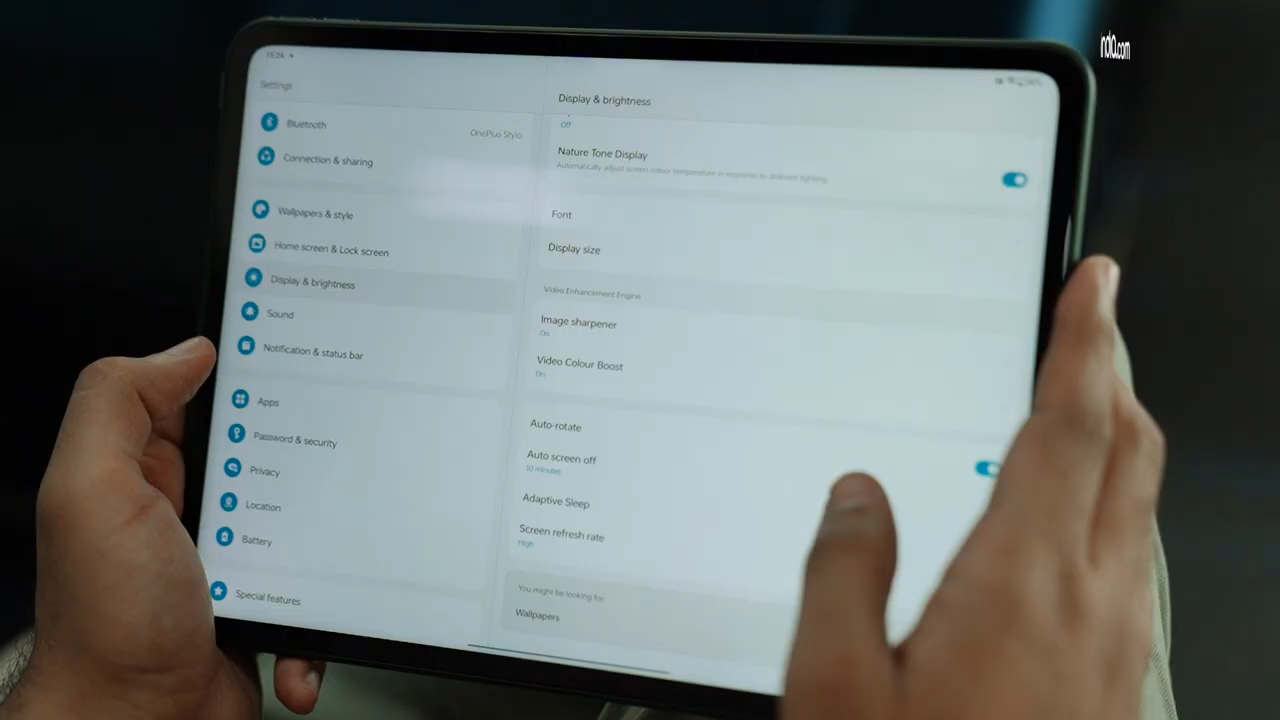 15:24
Settings
Bluetooth
OnePlus Stylo
Connection & sharing
Wallpapers & style
Home screen & Lock screen
Display & brightness
Sound
Notification & status bar
Apps
Password & security
Privacy
Location
Battery
Special features
Display & brightness
Off
Nature Tone Display
Automatically adjust screen colour temperature in response to ambient lighting.
Font
Display size
Video Enhancement Engine
Image sharpener
On
Video Colour Boost
On
Auto-rotate
Auto screen off
10 minutes
Adaptive Sleep
Screen refresh rate
High
You might be looking for:
Wallpapers